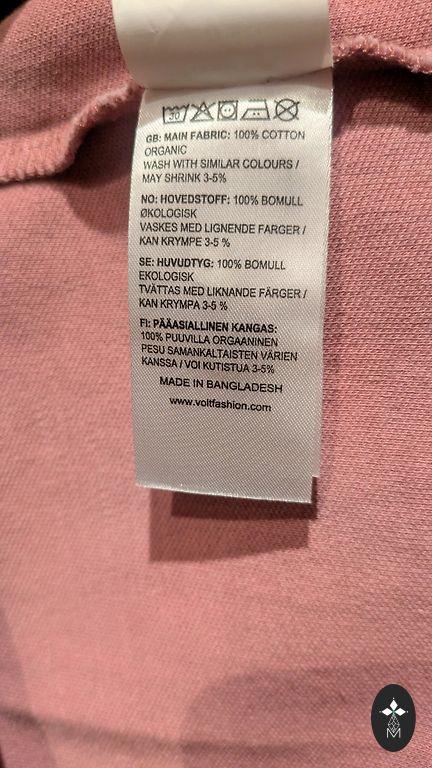 30
GB: MAIN FABRIC: 100% COTTON
ORGANIC
WASH WITH SIMILAR COLOURS /
MAY SHRINK 3-5%
NO: HOVEDSTOFF: 100% BOMULL
ØKOLOGISK
VASKES MED LIGNENDE FARGER /
KAN KRYMPE 3-5 %
SE: HUVUDTYG: 100% BOMULL
EKOLOGISK
TVÄTTAS MED LIKNANDE FÄRGER /
KAN KRYMPA 3-5 %
FI: PÄÄASIALLINEN KANGAS:
100% PUUVILLA ORGAANINEN
PESU SAMANKALTAISTEN VÄRIEN
KANSSA / VOI KUTISTUA 3-5%
MADE IN BANGLADESH
www.voltfashion.com
M